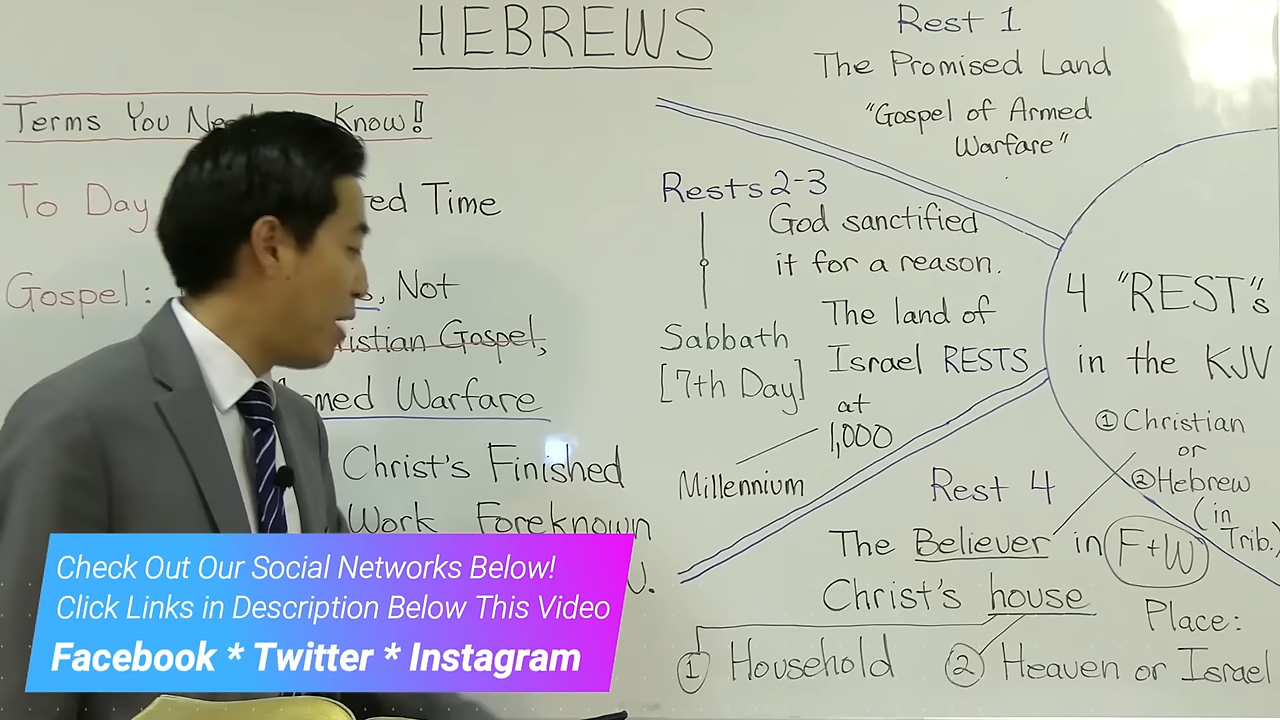 HEBREWS
Terms You Know!
To Day Time
Gospel: , Not
Gospel,
Warfare
Christ's Finished
Work Foreknown
Rest 1
The Promised Land
"Gospel of Armed
Warfare"
Rests 2-3
God sanctified
it for a reason.
The land of
Israel RESTS
at
1,000
Sabbath
[7th Day]
Millennium
4 "REST"s
in the KJV
① Christian
or
② Hebrew
(in
Trib.)
Rest 4
The Believer in F+W
Christ's house
Place:
① Household
② Heaven or Israel
Check Out Our Social Networks Below!
Click Links in Description Below This Video
Facebook * Twitter * Instagram